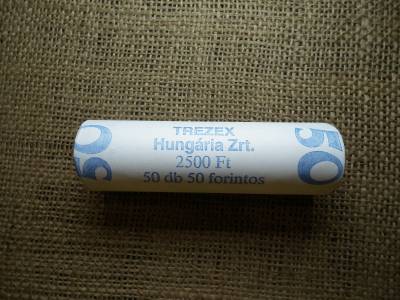 50
TREZEX
Hungária Zrt.
2500 Ft
50 db 50 forintos
50